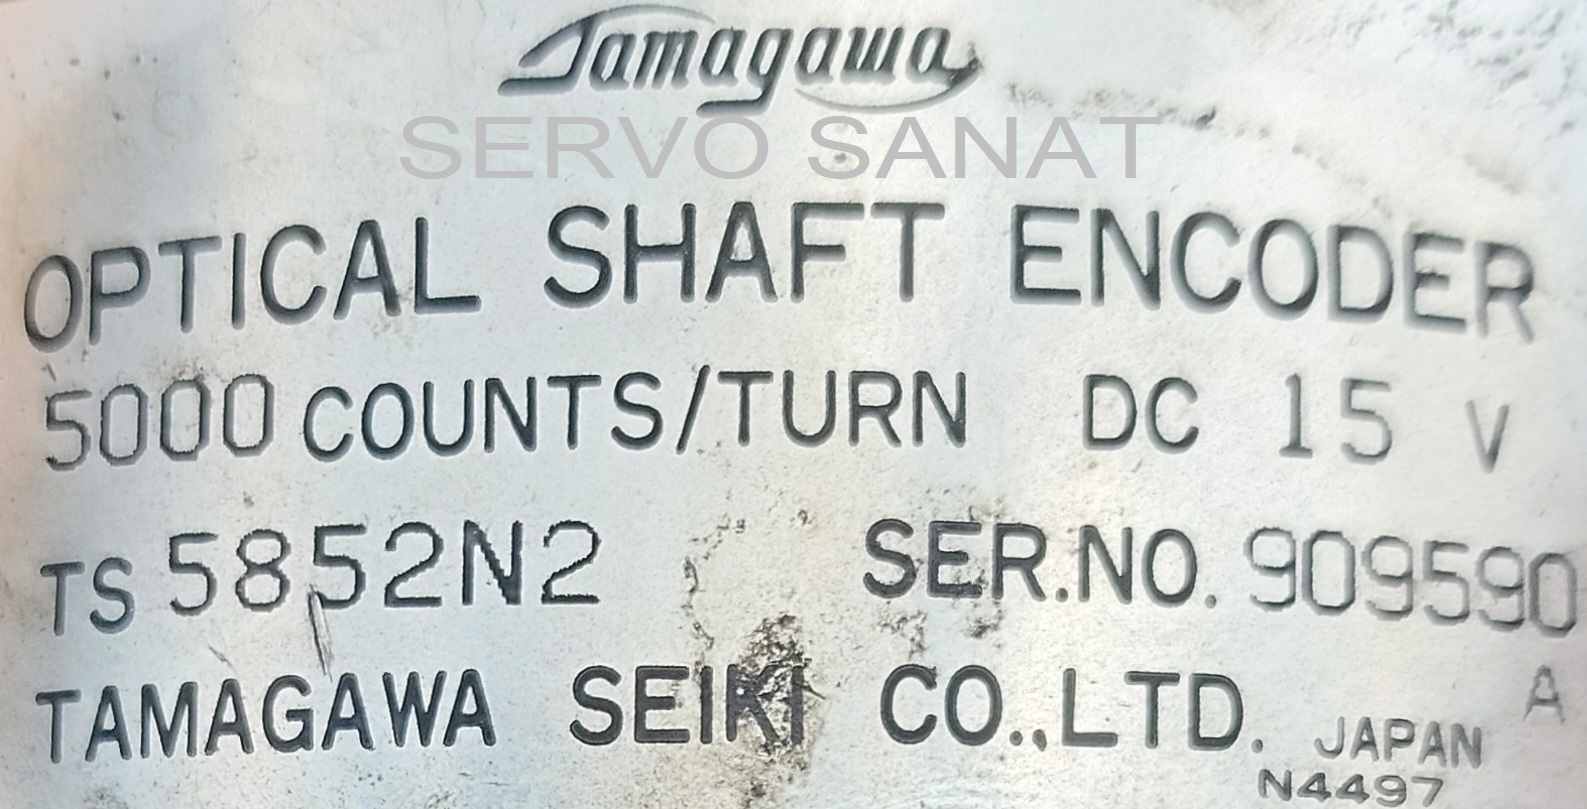 Tamagawa
SERVO SANAT
OPTICAL SHAFT ENCODER
5000 COUNTS/TURN DC 15 V
TS 5852N2 SER.NO. 909590
A
TAMAGAWA SEIKI CO.,LTD. JAPAN
N4497